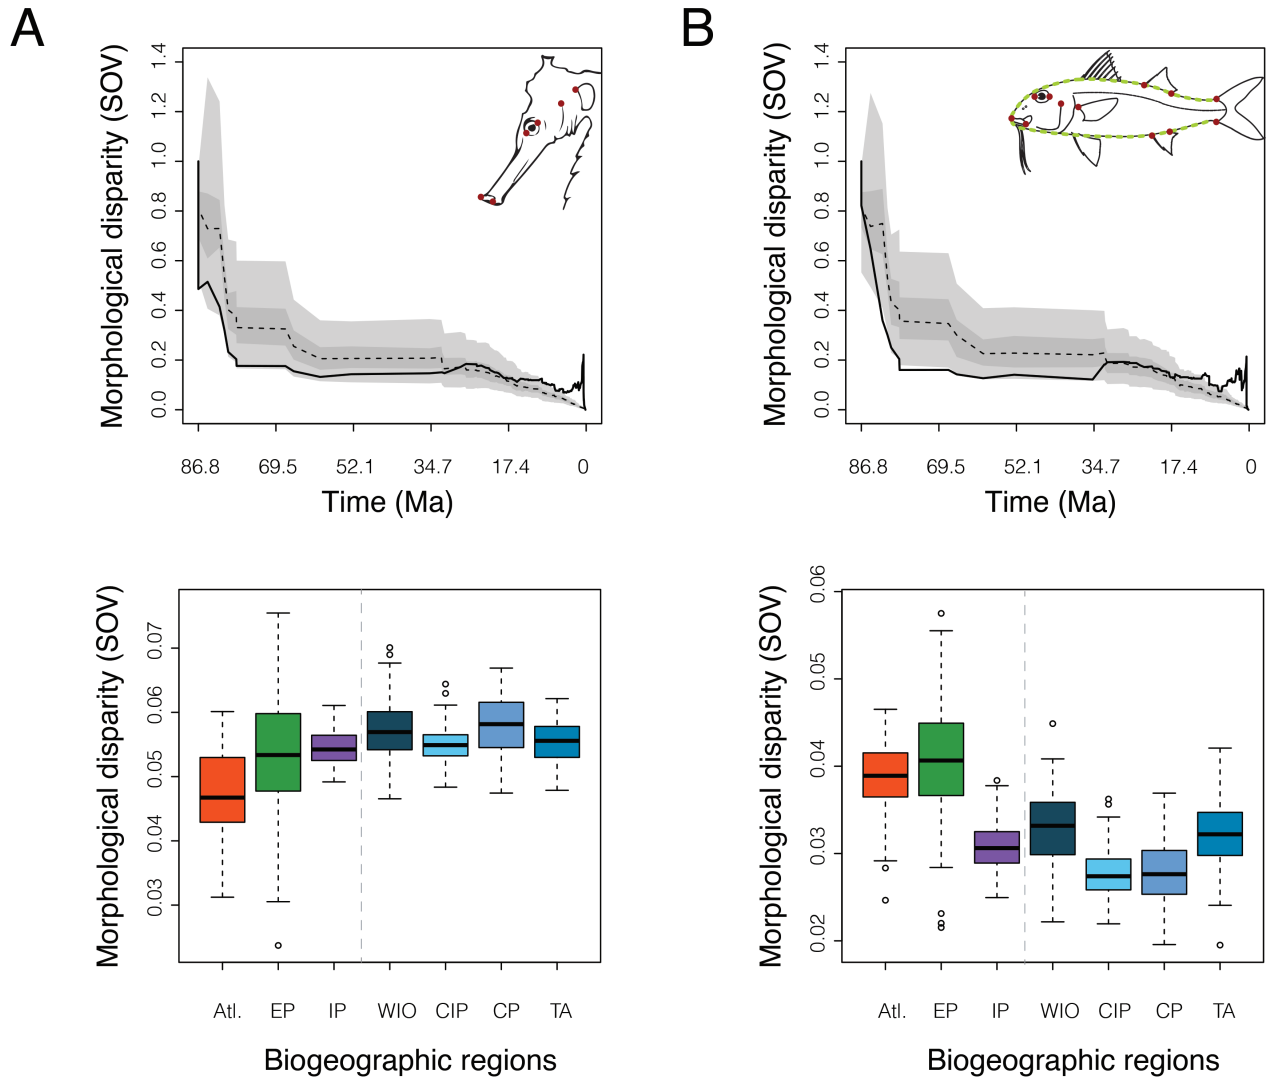 A
B
Morphological disparity (SOV)
0.0 0.2 0.4 0.6 0.8 1.0 1.2 1.4
86.8 69.5 52.1 34.7 17.4 0
Time (Ma)
Morphological disparity (SOV)
0.0 0.2 0.4 0.6 0.8 1.0 1.2 1.4
86.8 69.5 52.1 34.7 17.4 0
Time (Ma)
Morphological disparity (SOV)
0.03 0.04 0.05 0.06 0.07
Atl. EP IP WIO CIP CP TA
Biogeographic regions
Morphological disparity (SOV)
0.02 0.03 0.04 0.05 0.06
Atl. EP IP WIO CIP CP TA
Biogeographic regions